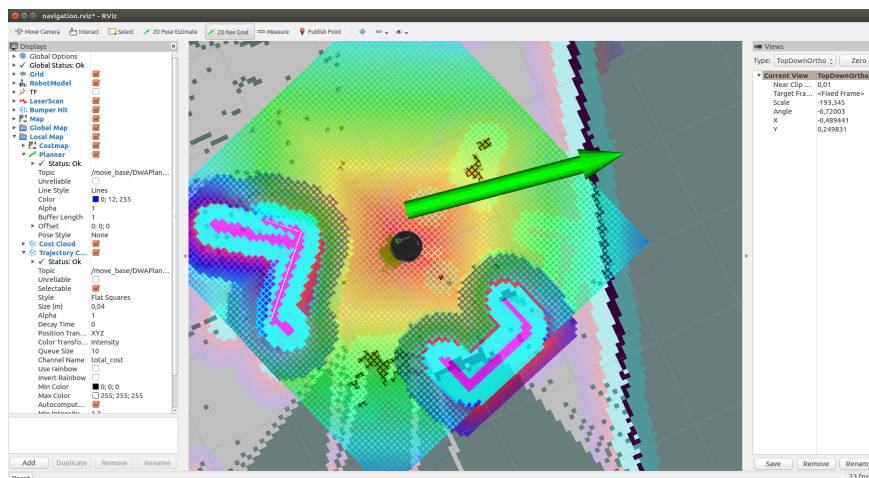 navigation.rviz* - RViz
Move Camera Interact Select 2D Pose Estimate 2D Nav Goal Measure Publish Point
Displays
Global Options
Global Status: Ok
Grid
RobotModel
TF
LaserScan
Bumper Hit
Map
Global Map
Local Map
Costmap
Planner
Status: Ok
Topic /move_base/DWAPlan...
Unreliable
Line Style Lines
Color 0; 12; 255
Alpha 1
Buffer Length 1
Offset 0; 0; 0
Pose Style None
Cost Cloud
Trajectory C...
Status: Ok
Topic /move_base/DWAPlan...
Unreliable
Selectable
Style Flat Squares
Size (m) 0,04
Alpha 1
Decay Time 0
Position Tran... XYZ
Color Transfo... Intensity
Queue Size 10
Channel Name total_cost
Use rainbow
Invert Rainbow
Min Color 0; 0; 0
Max Color 255; 255; 255
Autocomput...
Min Intensity 1,2
Add Duplicate Remove Rename
Reset
Views
Type: TopDownOrtho Zero
Current View TopDownOrtho
Near Clip ... 0,01
Target Fra... <Fixed Frame>
Scale -193,345
Angle -6,72003
X -0,489441
Y 0,249831
Save Remove Rename
23 fps